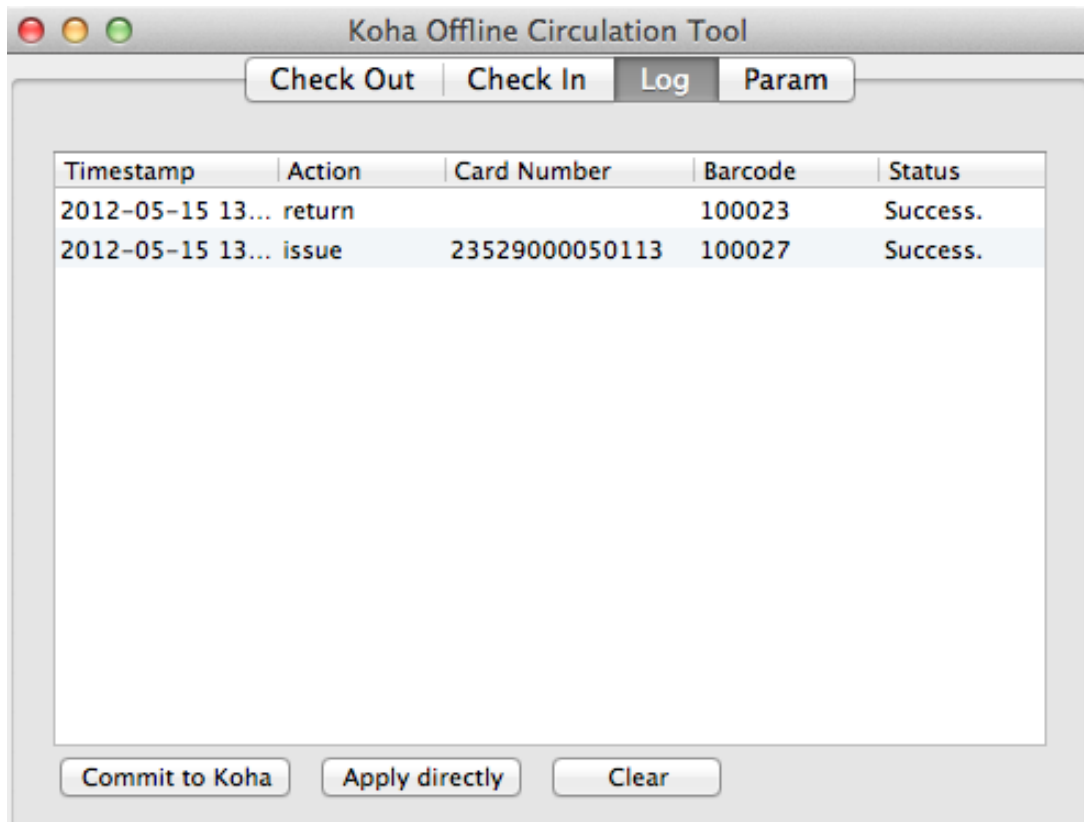 Koha Offline Circulation Tool
Check Out Check In Log Param
Timestamp Action Card Number Barcode Status
2012-05-15 13... return 100023 Success.
2012-05-15 13... issue 23529000050113 100027 Success.
Commit to Koha Apply directly Clear